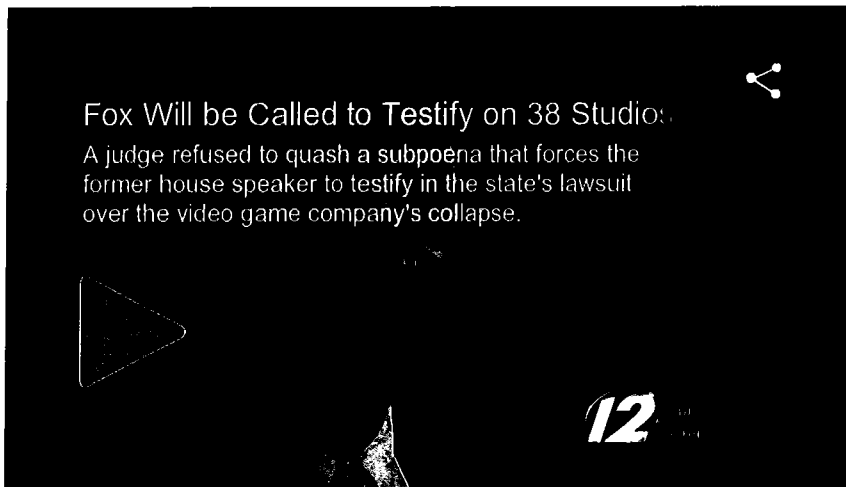 Fox Will be Called to Testify on 38 Studios
A judge refused to quash a subpoena that forces the
former house speaker to testify in the state's lawsuit
over the video game company's collapse.
12